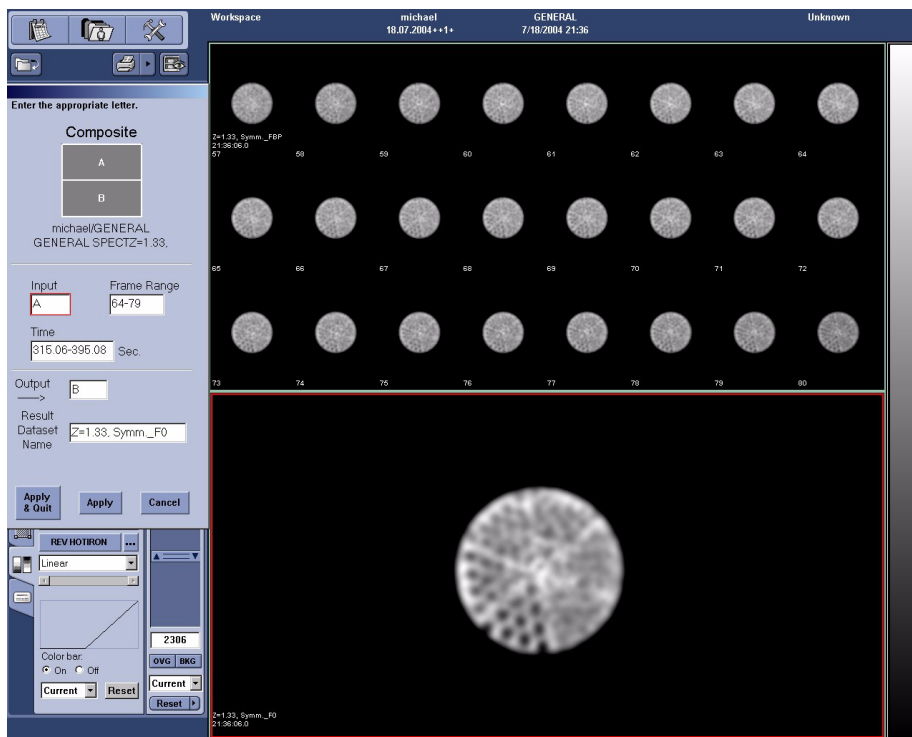 Workspace
michael
18.07.2004++1+
GENERAL
7/18/2004 21:36
Unknown
Enter the appropriate letter.
Composite
A
B
michael/GENERAL
GENERAL SPECTZ=1.33,
Input
Frame Range
A
64-79
Time
315.06-395.08 Sec.
Output
--->
B
Result
Dataset
Name
Z=1.33, Symm._F0
Apply
& Quit
Apply
Cancel
REV HOTIRON
...
Linear
Color bar:
On Off
Current
Reset
2306
OVG BKG
Current
Reset
Z=1.33, Symm._FBP
21:36:06.0
57 58 59 60 61 62 63 64
65 66 67 68 69 70 71 72
73 74 75 76 77 78 79 80
Z=1.33, Symm._F0
21:36:06.0